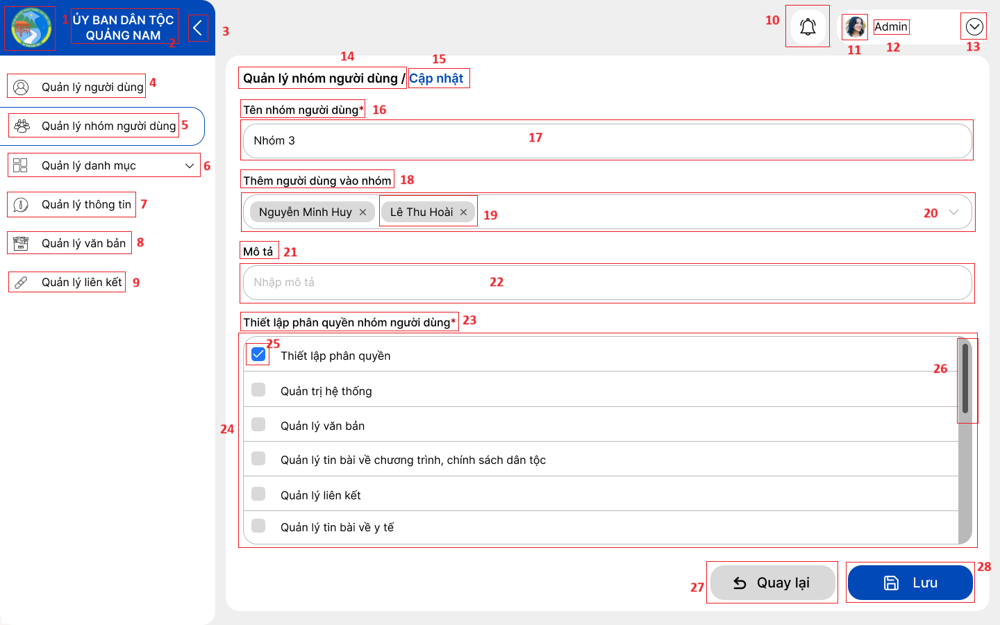 1
ỦY BAN DÂN TỘC
QUẢNG NAM
2
3
4
Quản lý người dùng
Quản lý nhóm người dùng
5
Quản lý danh mục
6
Quản lý thông tin
7
Quản lý văn bản
8
Quản lý liên kết
9
10
11
Admin
12
13
14
15
Quản lý nhóm người dùng / Cập nhật
Tên nhóm người dùng* 16
Nhóm 3 17
Thêm người dùng vào nhóm 18
Nguyễn Minh Huy × Lê Thu Hoài × 19 20
Mô tả 21
Nhập mô tả 22
Thiết lập phân quyền nhóm người dùng* 23
25
Thiết lập phân quyền
26
Quản trị hệ thống
24
Quản lý văn bản
Quản lý tin bài về chương trình, chính sách dân tộc
Quản lý liên kết
Quản lý tin bài về y tế
27
Quay lại
Lưu
28